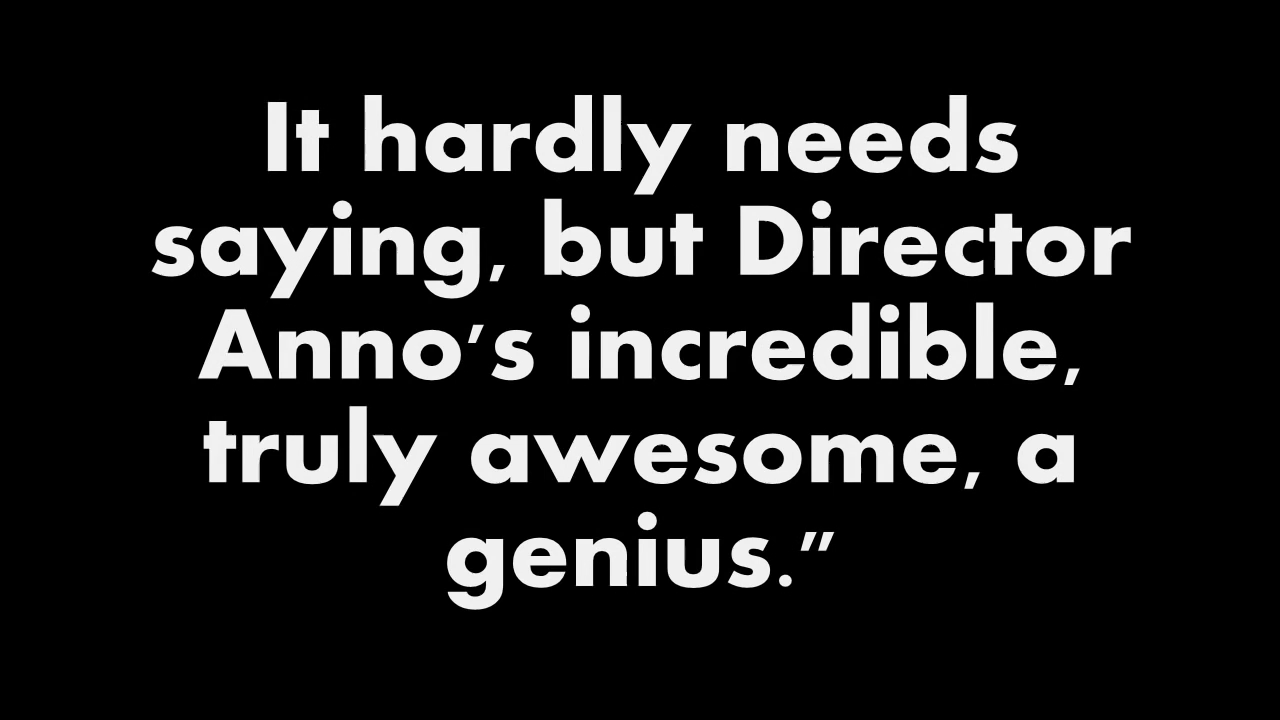 It hardly needs
saying, but Director
Anno’s incredible,
truly awesome, a
genius.”